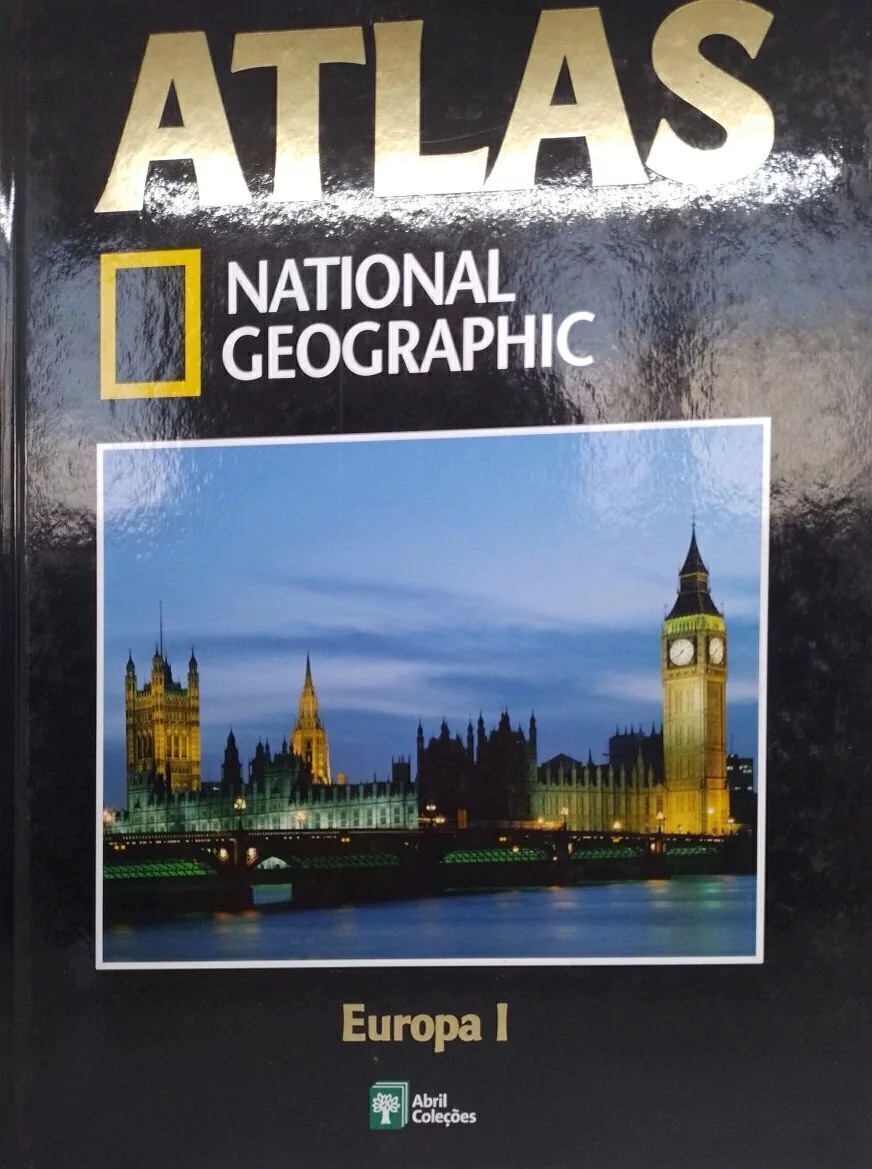 ATLAS
NATIONAL
GEOGRAPHIC
Europa I
Abril
Coleções